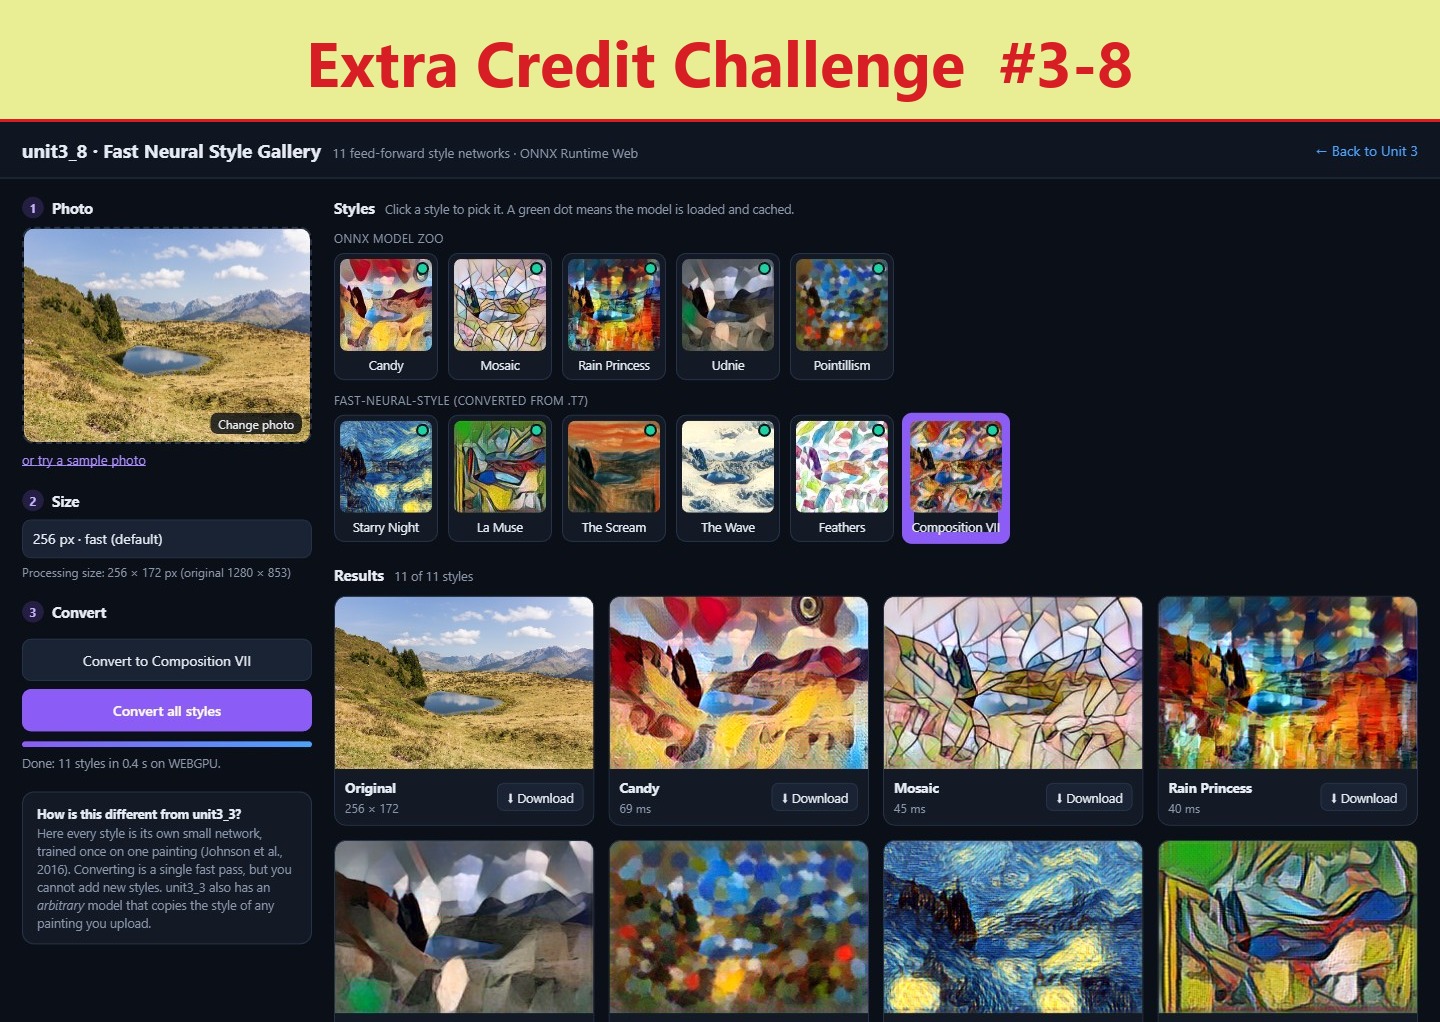 Extra Credit Challenge #3-8
unit3_8 · Fast Neural Style Gallery 11 feed-forward style networks · ONNX Runtime Web
← Back to Unit 3
1 Photo
Change photo
or try a sample photo
2 Size
256 px · fast (default)
Processing size: 256 × 172 px (original 1280 × 853)
3 Convert
Convert to Composition VII
Convert all styles
Done: 11 styles in 0.4 s on WEBGPU.
How is this different from unit3_3?
Here every style is its own small network,
trained once on one painting (Johnson et al.,
2016). Converting is a single fast pass, but you
cannot add new styles. unit3_3 also has an
arbitrary model that copies the style of any
painting you upload.
Styles Click a style to pick it. A green dot means the model is loaded and cached.
ONNX MODEL ZOO
Candy Mosaic Rain Princess Udnie Pointillism
FAST-NEURAL-STYLE (CONVERTED FROM .T7)
Starry Night La Muse The Scream The Wave Feathers Composition VII
Results 11 of 11 styles
Original
256 × 172
⬇ Download
Candy
69 ms
⬇ Download
Mosaic
45 ms
⬇ Download
Rain Princess
40 ms
⬇ Download